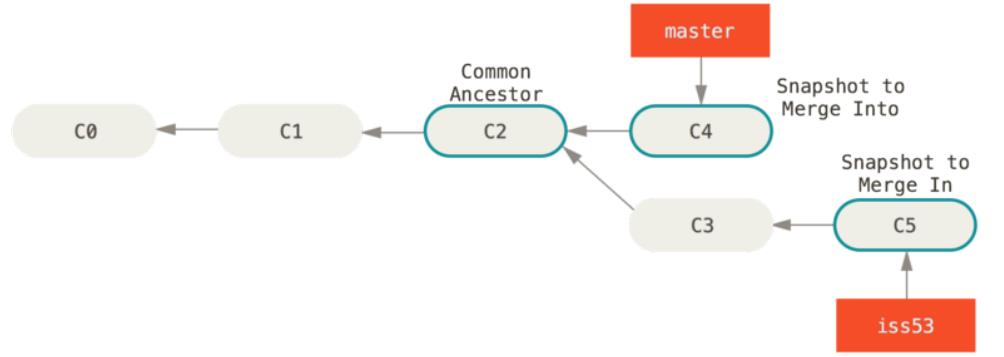 master
Common
Ancestor
Snapshot to
Merge Into
C0
C1
C2
C4
Snapshot to
Merge In
C3
C5
iss53